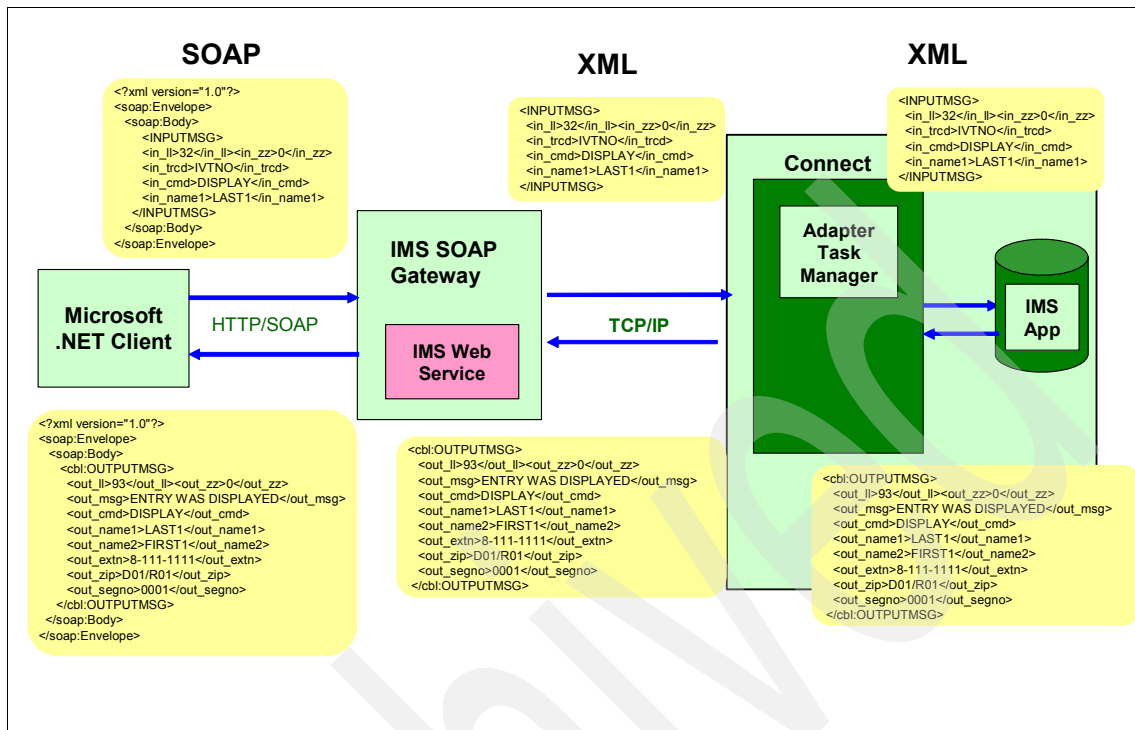 SOAP
XML
XML
<?xml version="1.0"?>
<soap:Envelope>
<soap:Body>
<INPUTMSG>
<in_ll>32</in_ll><in_zz>0</in_zz>
<in_trcd>IVTNO</in_trcd>
<in_cmd>DISPLAY</in_cmd>
<in_name1>LAST1</in_name1>
</INPUTMSG>
</soap:Body>
</soap:Envelope>
<INPUTMSG>
<in_ll>32</in_ll><in_zz>0</in_zz>
<in_trcd>IVTNO</in_trcd>
<in_cmd>DISPLAY</in_cmd>
<in_name1>LAST1</in_name1>
</INPUTMSG>
<INPUTMSG>
<in_ll>32</in_ll><in_zz>0</in_zz>
<in_trcd>IVTNO</in_trcd>
<in_cmd>DISPLAY</in_cmd>
<in_name1>LAST1</in_name1>
</INPUTMSG>
Microsoft
.NET Client
HTTP/SOAP
IMS SOAP
Gateway
IMS Web
Service
TCP/IP
Connect
Adapter
Task
Manager
IMS
App
<?xml version="1.0"?>
<soap:Envelope>
<soap:Body>
<cbl:OUTPUTMSG>
<out_ll>93</out_ll><out_zz>0</out_zz>
<out_msg>ENTRY WAS DISPLAYED</out_msg>
<out_cmd>DISPLAY</out_cmd>
<out_name1>LAST1</out_name1>
<out_name2>FIRST1</out_name2>
<out_extn>8-111-1111</out_extn>
<out_zip>D01/R01</out_zip>
<out_segno>0001</out_segno>
</cbl:OUTPUTMSG>
</soap:Body>
</soap:Envelope>
<cbl:OUTPUTMSG>
<out_ll>93</out_ll><out_zz>0</out_zz>
<out_msg>ENTRY WAS DISPLAYED</out_msg>
<out_cmd>DISPLAY</out_cmd>
<out_name1>LAST1</out_name1>
<out_name2>FIRST1</out_name2>
<out_extn>8-111-1111</out_extn>
<out_zip>D01/R01</out_zip>
<out_segno>0001</out_segno>
</cbl:OUTPUTMSG>
<cbl:OUTPUTMSG>
<out_ll>93</out_ll><out_zz>0</out_zz>
<out_msg>ENTRY WAS DISPLAYED</out_msg>
<out_cmd>DISPLAY</out_cmd>
<out_name1>LAST1</out_name1>
<out_name2>FIRST1</out_name2>
<out_extn>8-111-1111</out_extn>
<out_zip>D01/R01</out_zip>
<out_segno>0001</out_segno>
</cbl:OUTPUTMSG>